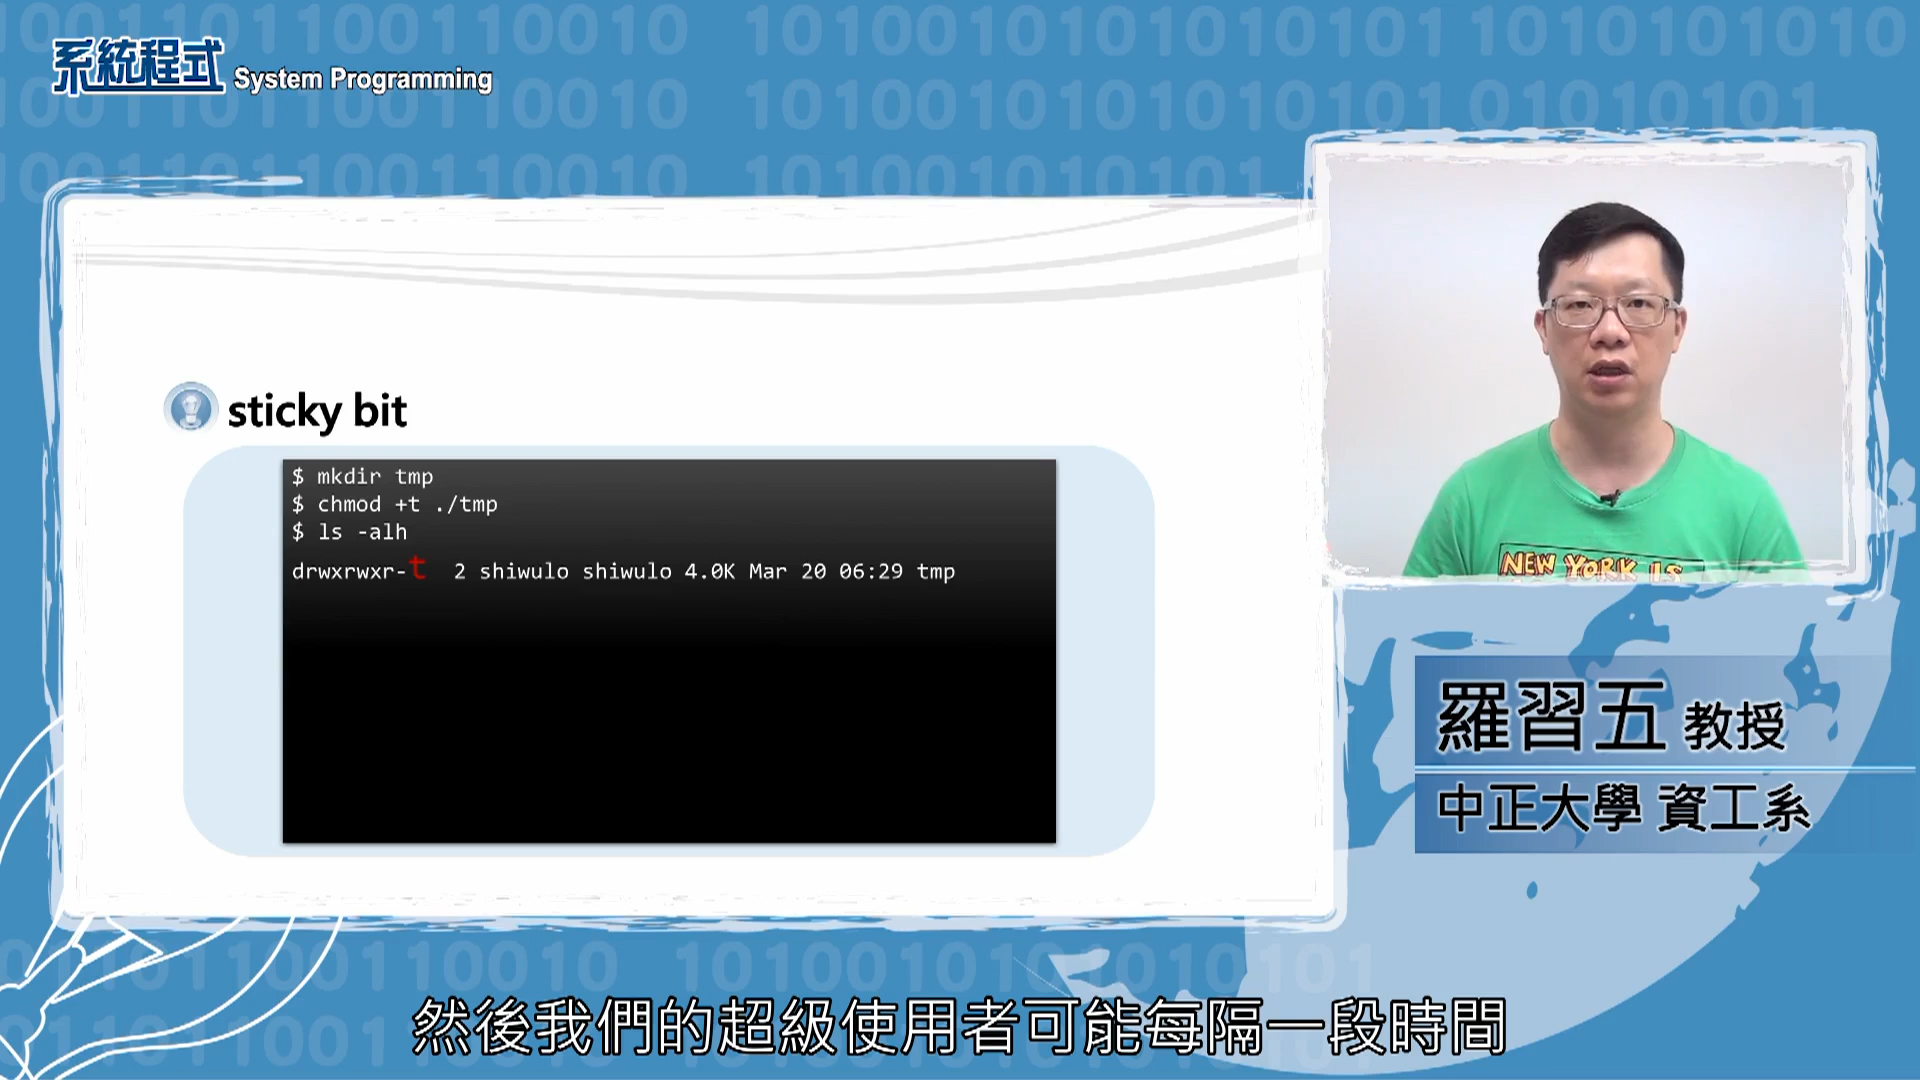 系統程式 System Programming
sticky bit
$ mkdir tmp
$ chmod +t ./tmp
$ ls -alh
drwxrwxr-t 2 shiwulo shiwulo 4.0K Mar 20 06:29 tmp
NEW YORK IS
羅習五 教授
中正大學 資工系
然後我們的超級使用者可能每隔一段時間